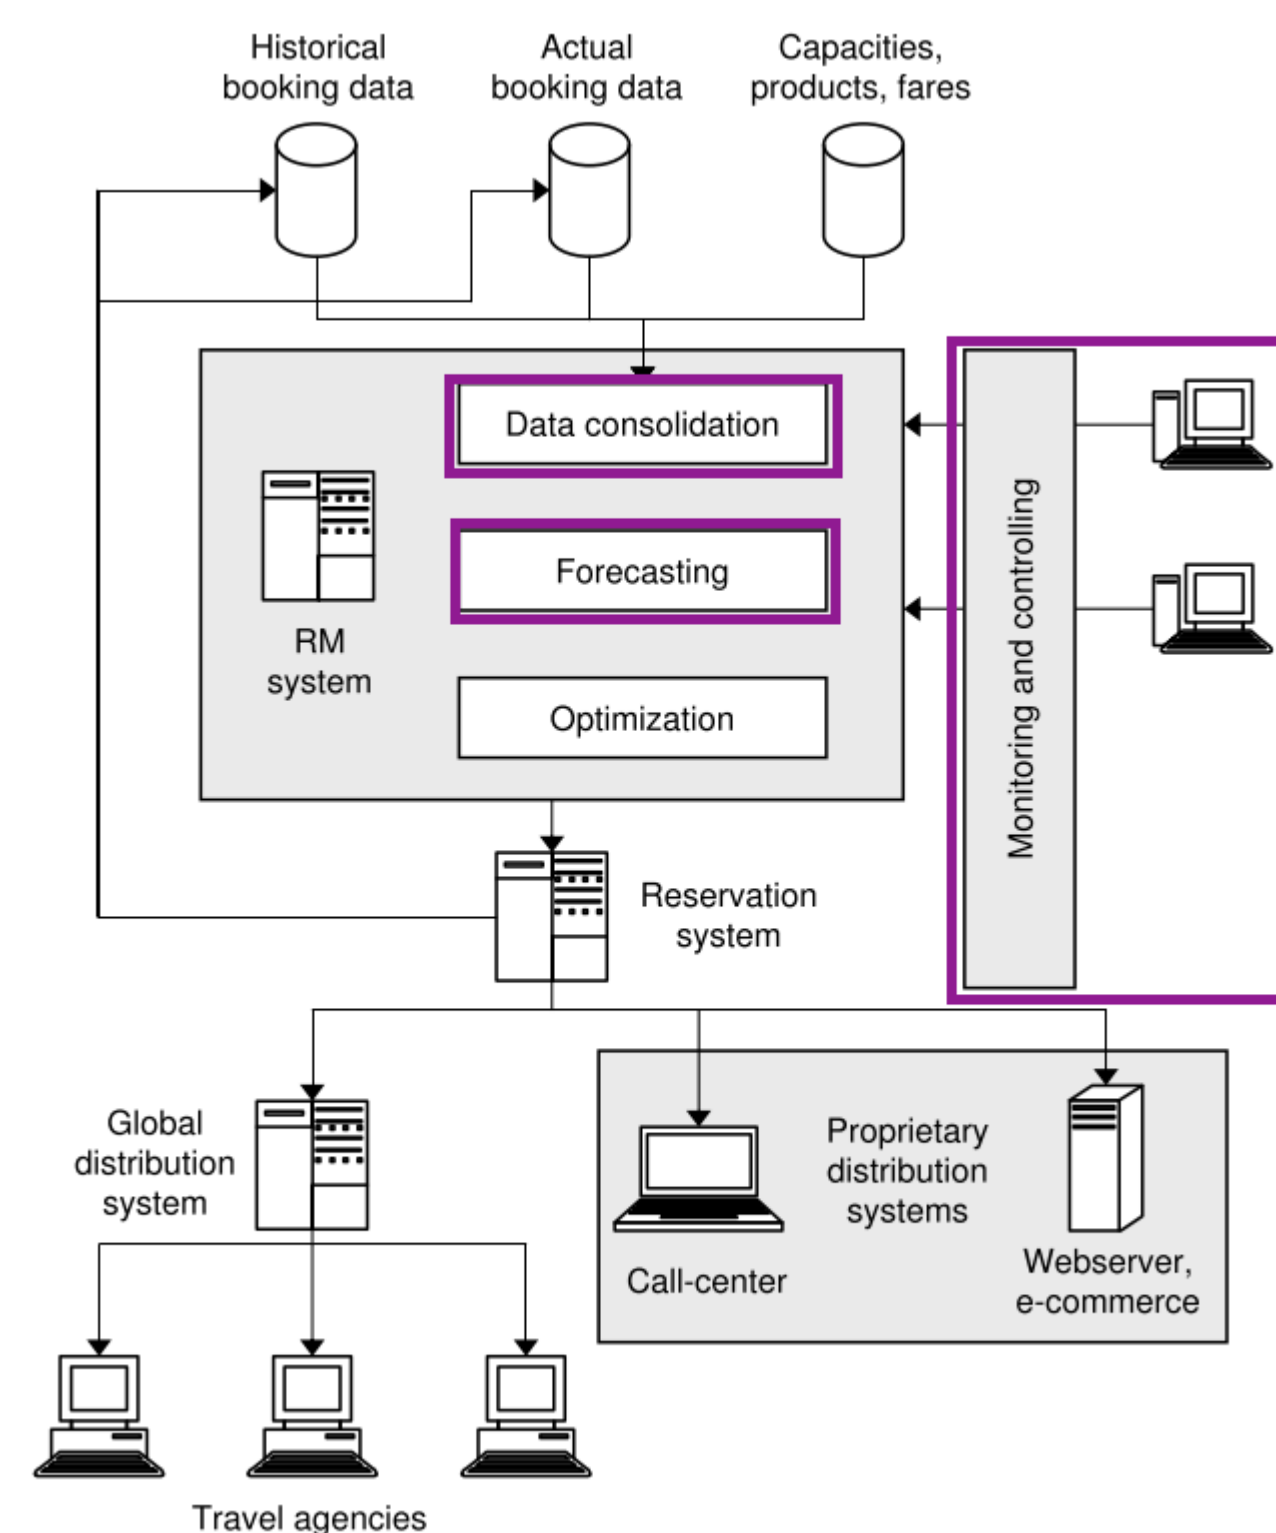 Historical
booking data
Actual
booking data
Capacities,
products, fares
Data consolidation
Forecasting
RM
system
Optimization
Monitoring and controlling
Reservation
system
Global
distribution
system
Proprietary
distribution
systems
Call-center
Webserver,
e-commerce
Travel agencies